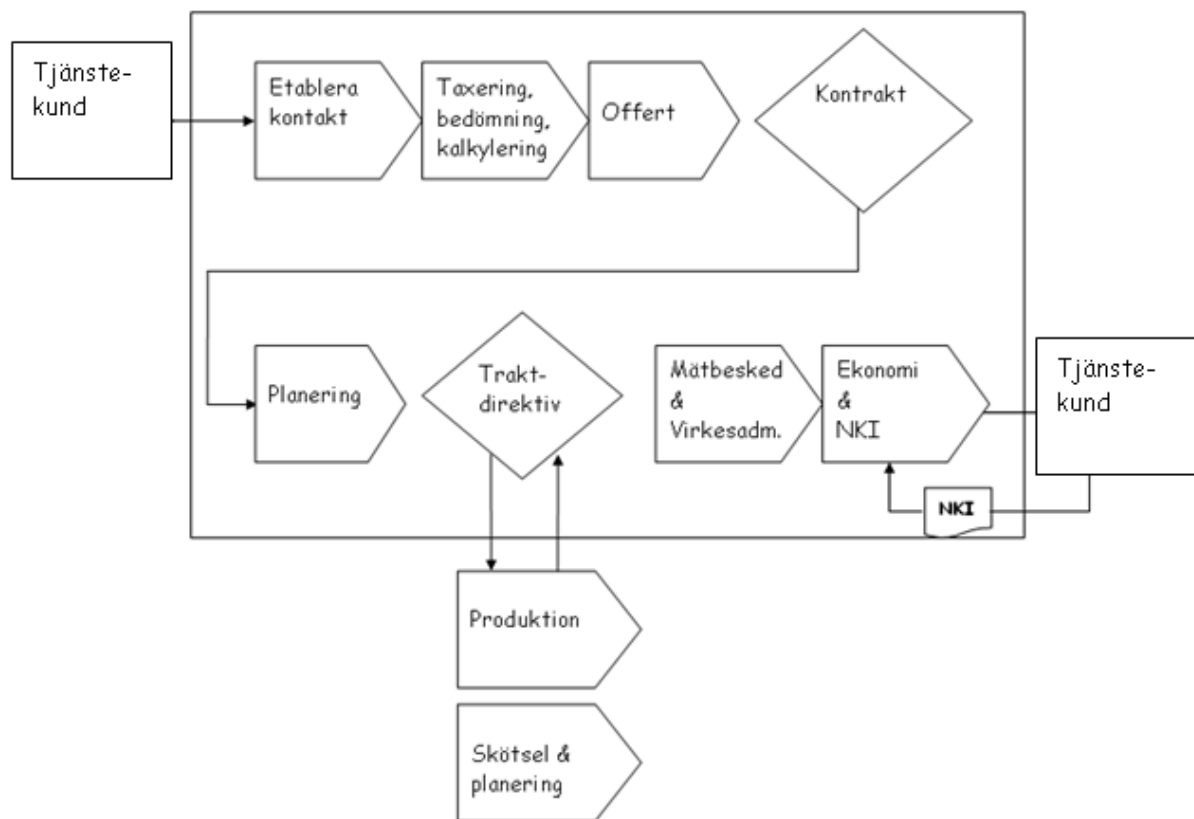 Tjänste-
kund
Etablera
kontakt
Taxering,
bedömning,
kalkylering
Offert
Kontrakt
Planering
Trakt-
direktiv
Mätbesked
&
Virkesadm.
Ekonomi
&
NKI
Tjänste-
kund
NKI
Produktion
Skötsel &
planering